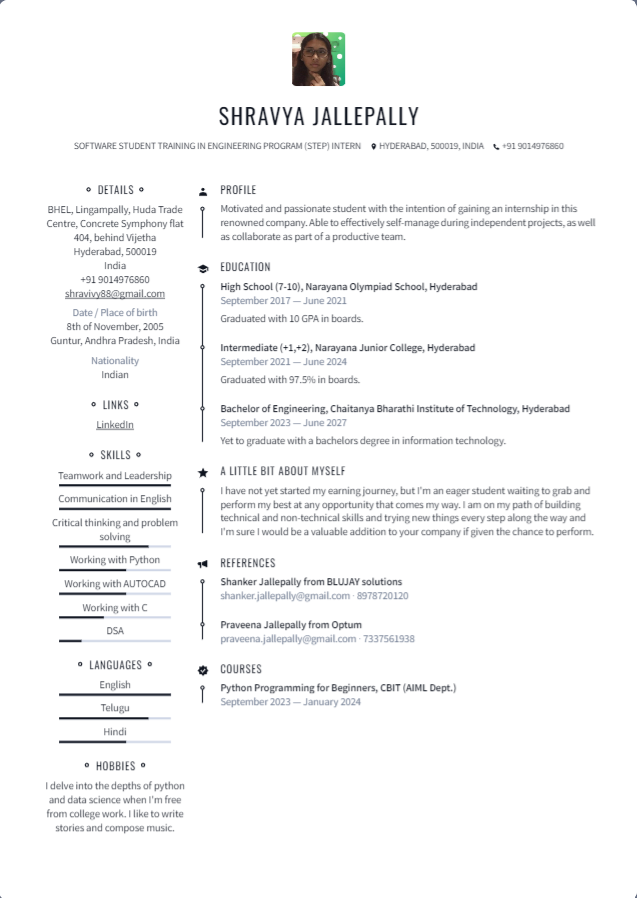 SHRAVYA JALLEPALLY
SOFTWARE STUDENT TRAINING IN ENGINEERING PROGRAM (STEP) INTERN HYDERABAD, 500019, INDIA +91 9014976860
DETAILS
BHEL, Lingampally, Huda Trade
Centre, Concrete Symphony flat
404, behind Vijetha
Hyderabad, 500019
India
+91 9014976860
shravivy88@gmail.com
Date / Place of birth
8th of November, 2005
Guntur, Andhra Pradesh, India
Nationality
Indian
LINKS
LinkedIn
SKILLS
Teamwork and Leadership
Communication in English
Critical thinking and problem
solving
Working with Python
Working with AUTOCAD
Working with C
DSA
LANGUAGES
English
Telugu
Hindi
HOBBIES
I delve into the depths of python
and data science when I'm free
from college work. I like to write
stories and compose music.
PROFILE
Motivated and passionate student with the intention of gaining an internship in this
renowned company. Able to effectively self-manage during independent projects, as well
as collaborate as part of a productive team.
EDUCATION
High School (7-10), Narayana Olympiad School, Hyderabad
September 2017 — June 2021
Graduated with 10 GPA in boards.
Intermediate (+1,+2), Narayana Junior College, Hyderabad
September 2021 — June 2024
Graduated with 97.5% in boards.
Bachelor of Engineering, Chaitanya Bharathi Institute of Technology, Hyderabad
September 2023 — June 2027
Yet to graduate with a bachelors degree in information technology.
A LITTLE BIT ABOUT MYSELF
I have not yet started my earning journey, but I'm an eager student waiting to grab and
perform my best at any opportunity that comes my way. I am on my path of building
technical and non-technical skills and trying new things every step along the way and
I'm sure I would be a valuable addition to your company if given the chance to perform.
REFERENCES
Shanker Jallepally from BLUJAY solutions
shanker.jallepally@gmail.com · 8978720120
Praveena Jallepally from Optum
praveena.jallepally@gmail.com · 7337561938
COURSES
Python Programming for Beginners, CBIT (AIML Dept.)
September 2023 — January 2024